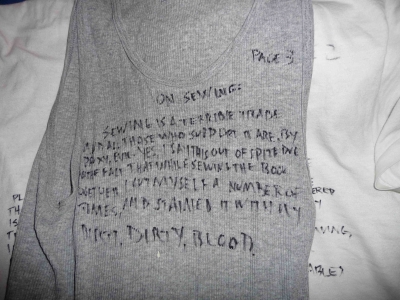 PAGE 3
ON SEWING:
SEWING IS A TERRIBLE
AND ALL THOSE WHO SUPPORT IT ARE, BY
PROXY, EVIL. YES, I SAY THIS OUT OF SPITE DUE
TO THE FACT THAT WHILE SEWING THE BOOK
TOGETHER I CUT MYSELF A NUMBER OF
TIMES, AND STAINED IT WITH MY
DIRTY, DIRTY, BLOOD.